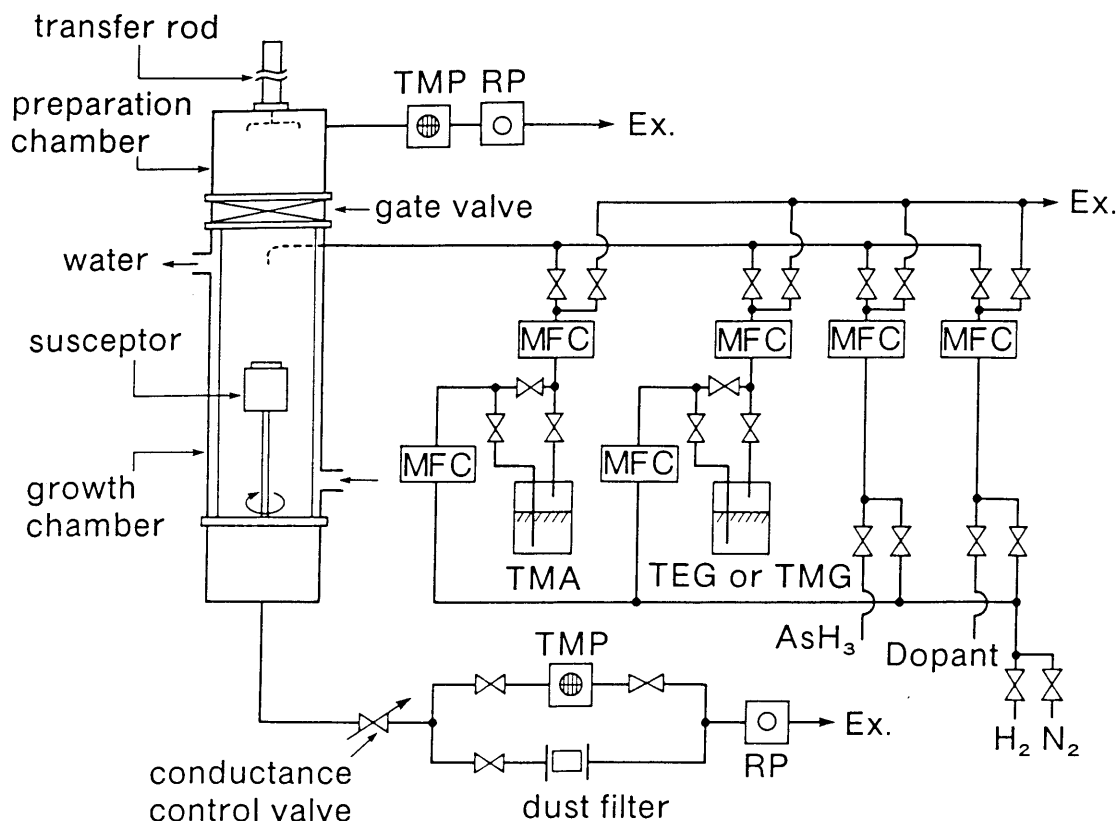 transfer rod
preparation
chamber
TMP
RP
Ex.
gate valve
Ex.
water
susceptor
growth
chamber
MFC
MFC
MFC
MFC
MFC
MFC
TMA
TEG or TMG
AsH₃
Dopant
H₂
N₂
TMP
Ex.
RP
conductance
control valve
dust filter